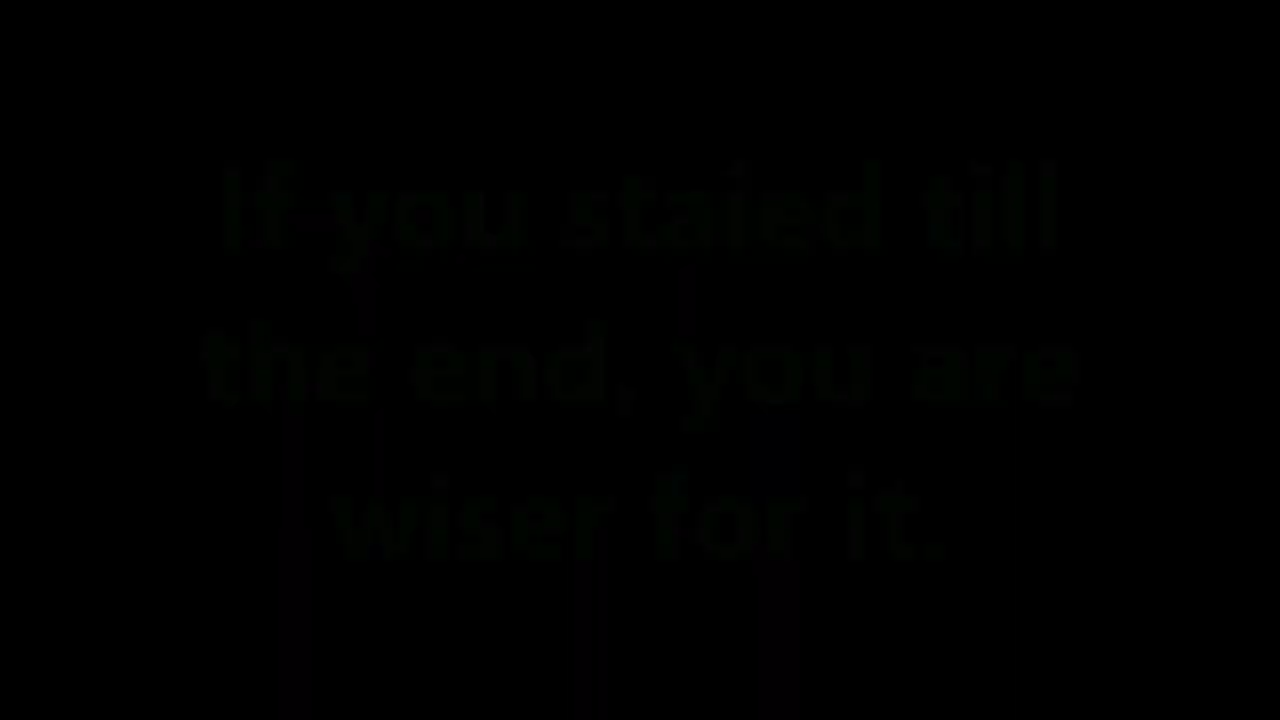 If you staied till
the end, you are
wiser for it.